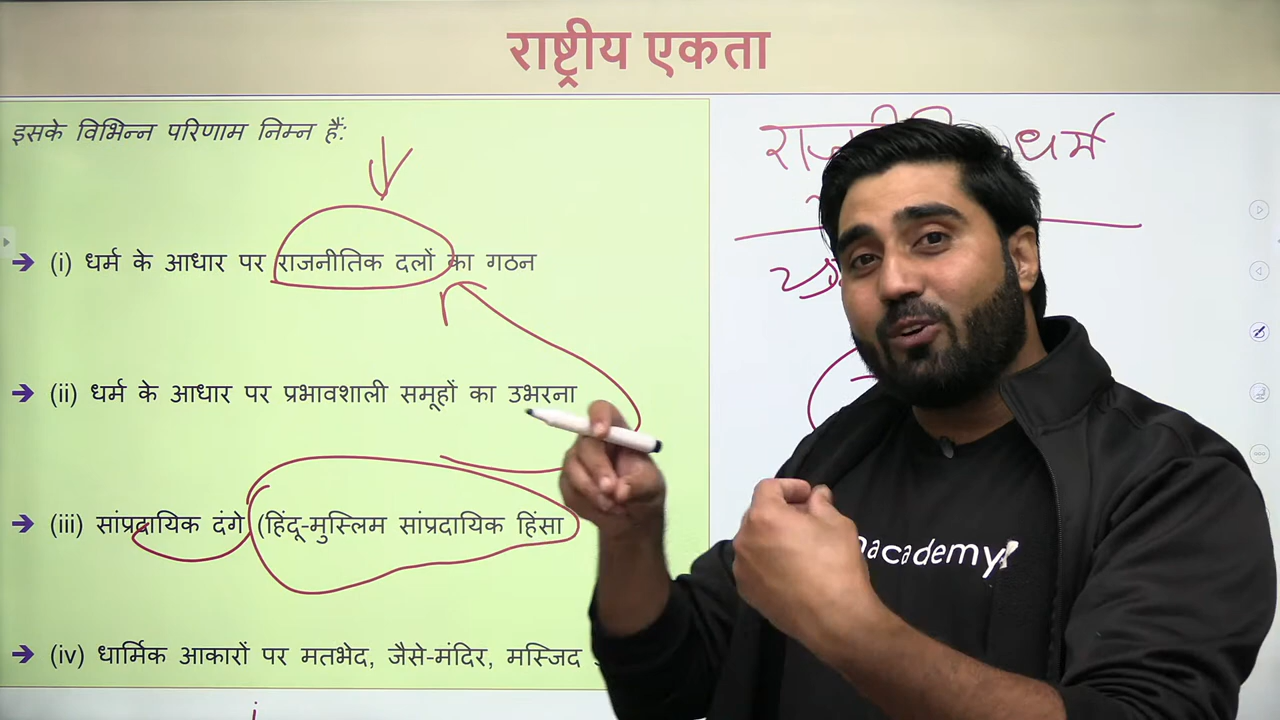 राष्ट्रीय एकता
इसके विभिन्न परिणाम निम्न हैं:
(i) धर्म के आधार पर राजनीतिक दलों का गठन
(ii) धर्म के आधार पर प्रभावशाली समूहों का उभरना
(iii) सांप्रदायिक दंगे (हिंदू-मुस्लिम सांप्रदायिक हिंसा
(iv) धार्मिक आकारों पर मतभेद, जैसे-मंदिर, मस्जिद
धर्म
academy